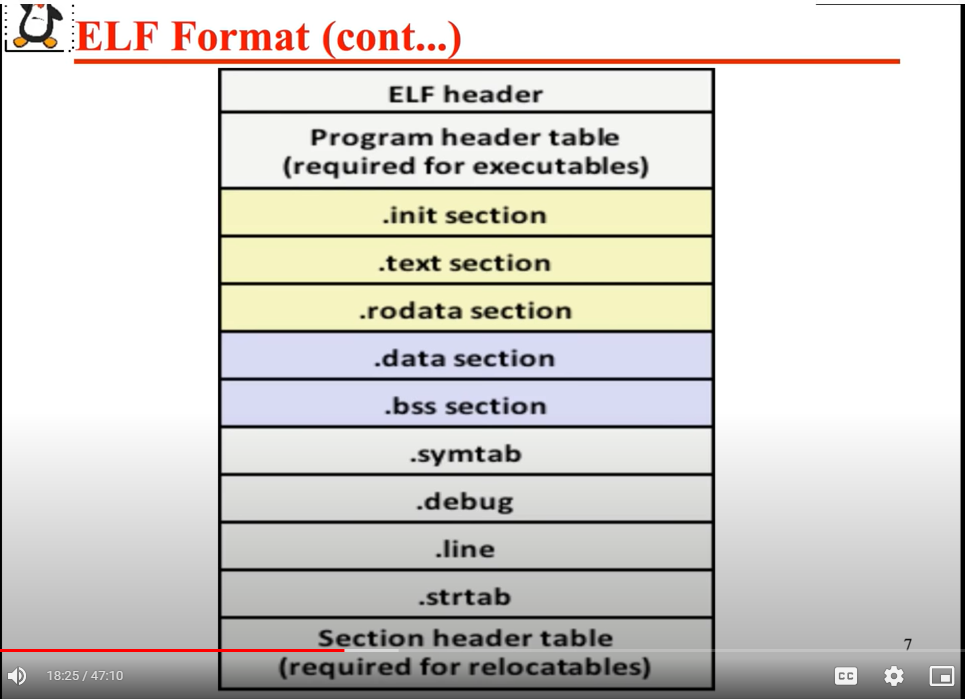 ELF Format (cont...)
ELF header
Program header table
(required for executables)
.init section
.text section
.rodata section
.data section
.bss section
.symtab
.debug
.line
.strtab
Section header table
(required for relocatables)
7
18:25 / 47:10
CC